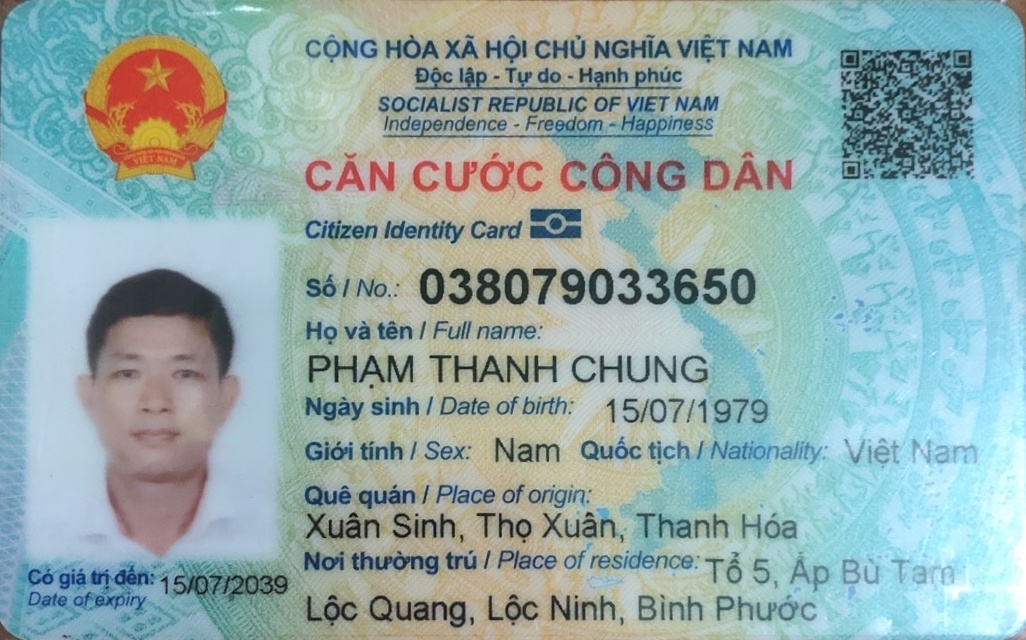 CỘNG HÒA XÃ HỘI CHỦ NGHĨA VIỆT NAM
Độc lập - Tự do - Hạnh phúc
SOCIALIST REPUBLIC OF VIET NAM
Independence - Freedom - Happiness
CĂN CƯỚC CÔNG DÂN
Citizen Identity Card
Số / No.: 038079033650
Họ và tên / Full name:
PHẠM THANH CHUNG
Ngày sinh / Date of birth: 15/07/1979
Giới tính / Sex: Nam Quốc tịch / Nationality: Việt Nam
Quê quán / Place of origin:
Xuân Sinh, Thọ Xuân, Thanh Hóa
Nơi thường trú / Place of residence: Tổ 5, Ấp Bù Tam
Lộc Quang, Lộc Ninh, Bình Phước
Có giá trị đến: 15/07/2039
Date of expiry
VIỆT NAM